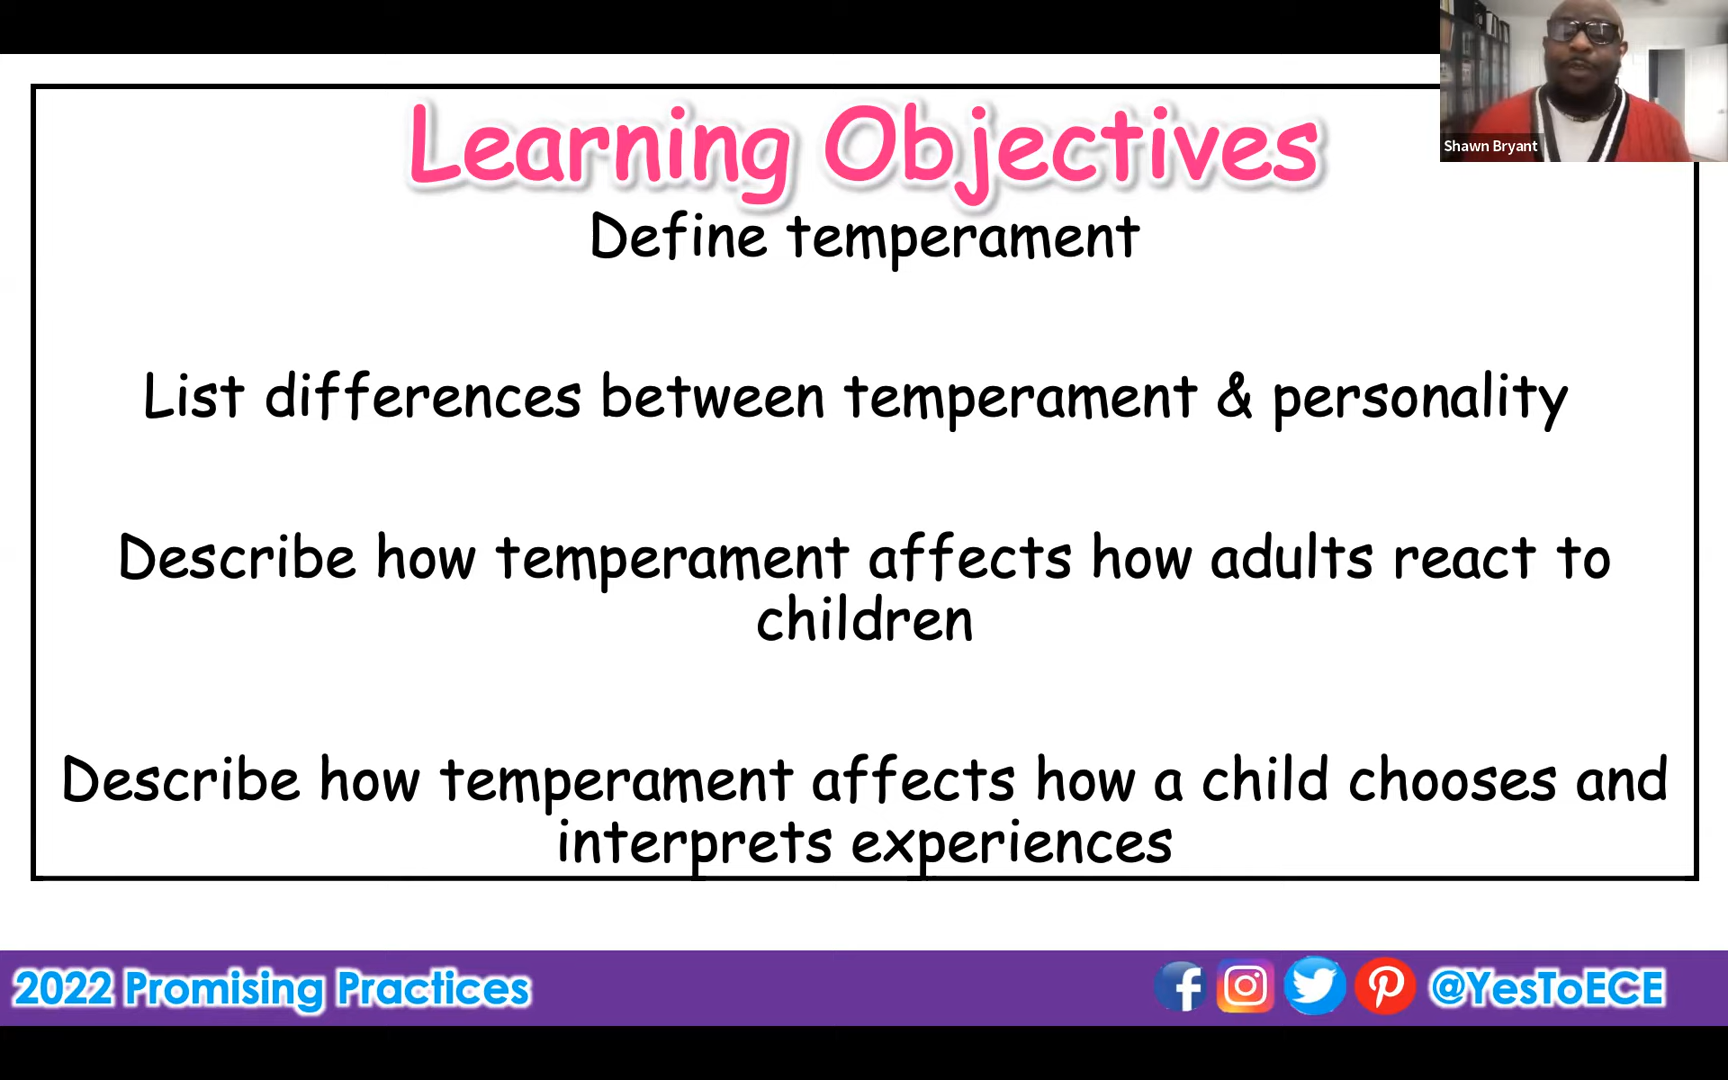 Shawn Bryant
Learning Objectives
Define temperament
List differences between temperament & personality
Describe how temperament affects how adults react to
children
Describe how temperament affects how a child chooses and
interprets experiences
2022 Promising Practices
@YesToECE